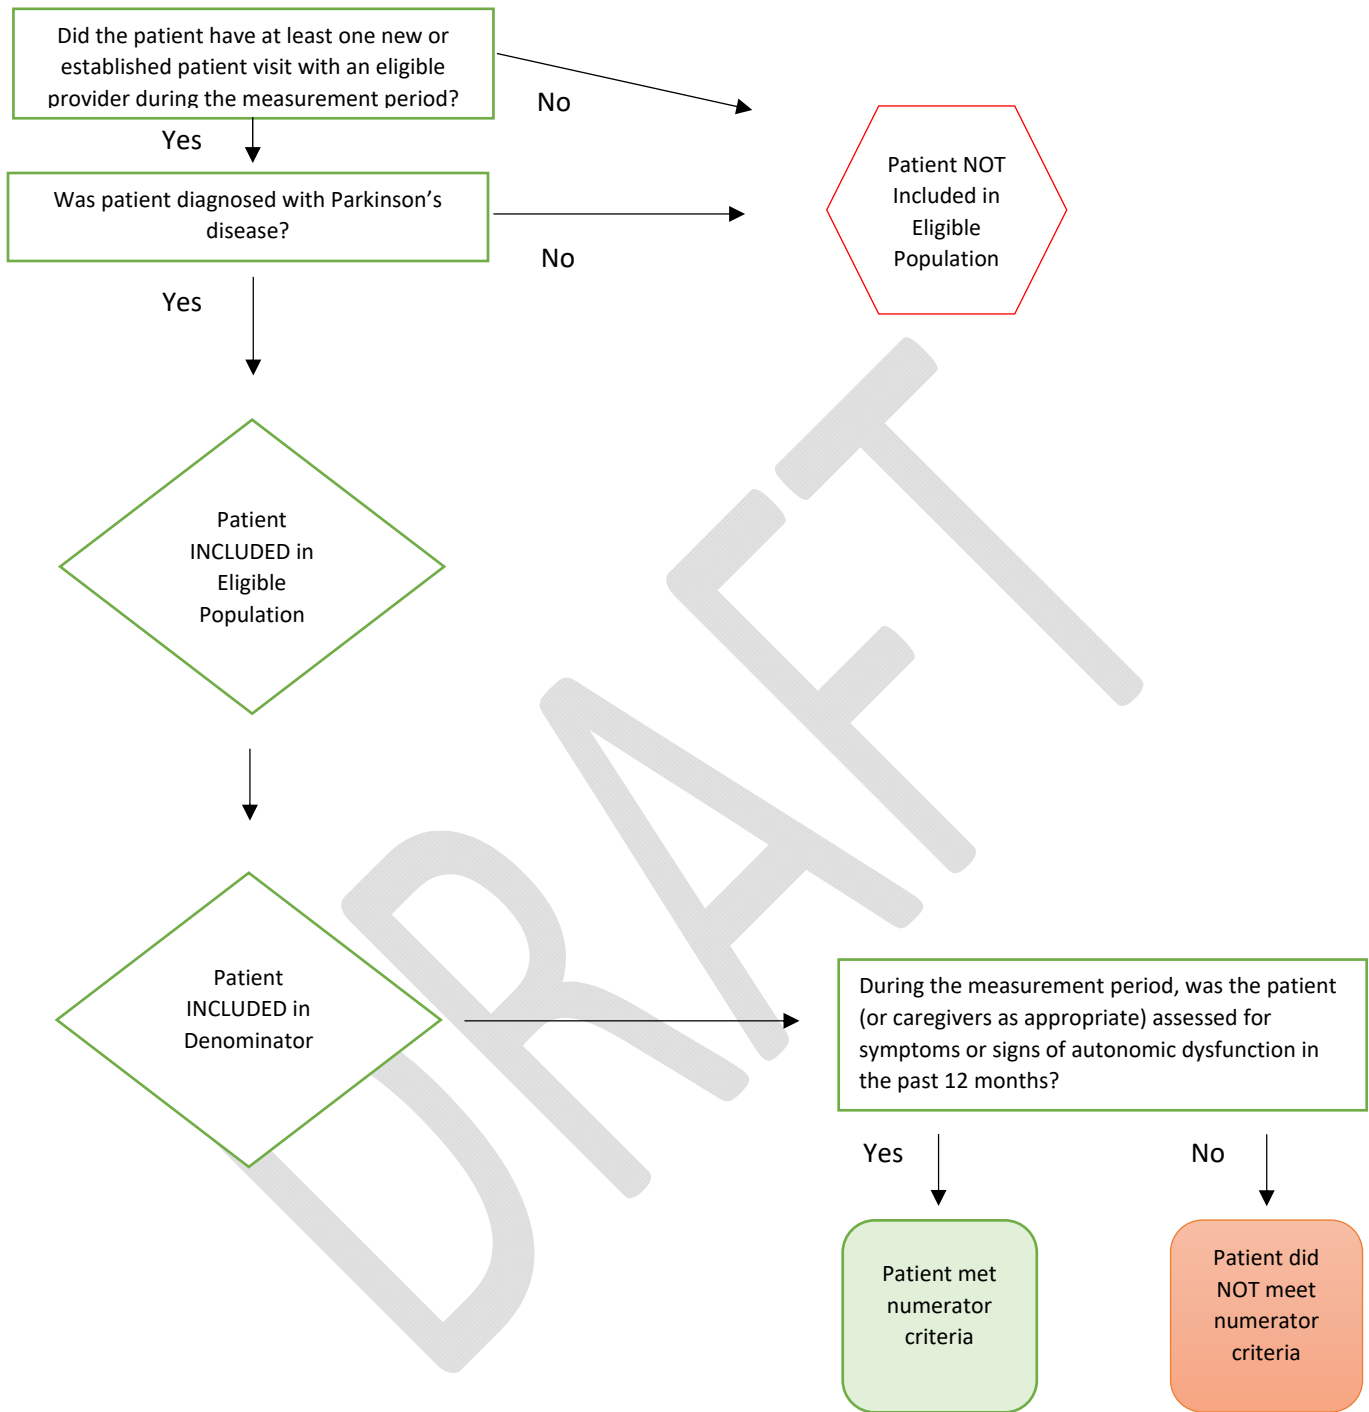 Did the patient have at least one new or
established patient visit with an eligible
provider during the measurement period?
No
Yes
Patient NOT
Included in
Eligible
Population
Was patient diagnosed with Parkinson’s
disease?
No
Yes
Patient
INCLUDED in
Eligible
Population
DRAFT
Patient
INCLUDED in
Denominator
During the measurement period, was the patient
(or caregivers as appropriate) assessed for
symptoms or signs of autonomic dysfunction in
the past 12 months?
Yes
No
Patient met
numerator
criteria
Patient did
NOT meet
numerator
criteria